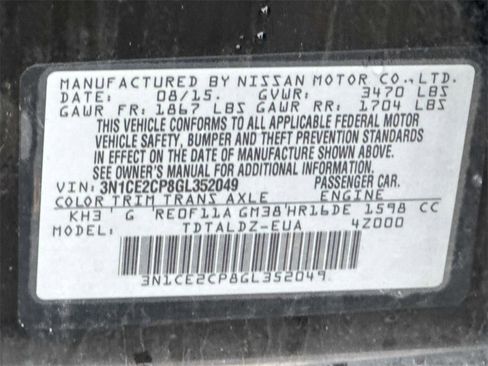 MANUFACTURED BY NISSAN MOTOR CO., LTD.
DATE: 08/15. GVWR: 3470 LBS
GAWR FR: 1867 LBS GAWR RR: 1704 LBS
THIS VEHICLE CONFORMS TO ALL APPLICABLE FEDERAL MOTOR
VEHICLE SAFETY, BUMPER AND THEFT PREVENTION STANDARDS
IN EFFECT ON THE DATE OF MANUFACTURE SHOWN ABOVE.
SEE OWNER'S MANUAL FOR ADDITIONAL INFORMATION.
VIN: 3N1CE2CP8GL352049 PASSENGER CAR.
COLOR TRIM TRANS AXLE ENGINE
KH3 ' G RE0F11A GM38'HR16DE 1598 CC
MODEL: TDTALDZ-EUA 4Z000
3N1CE2CP8GL352049